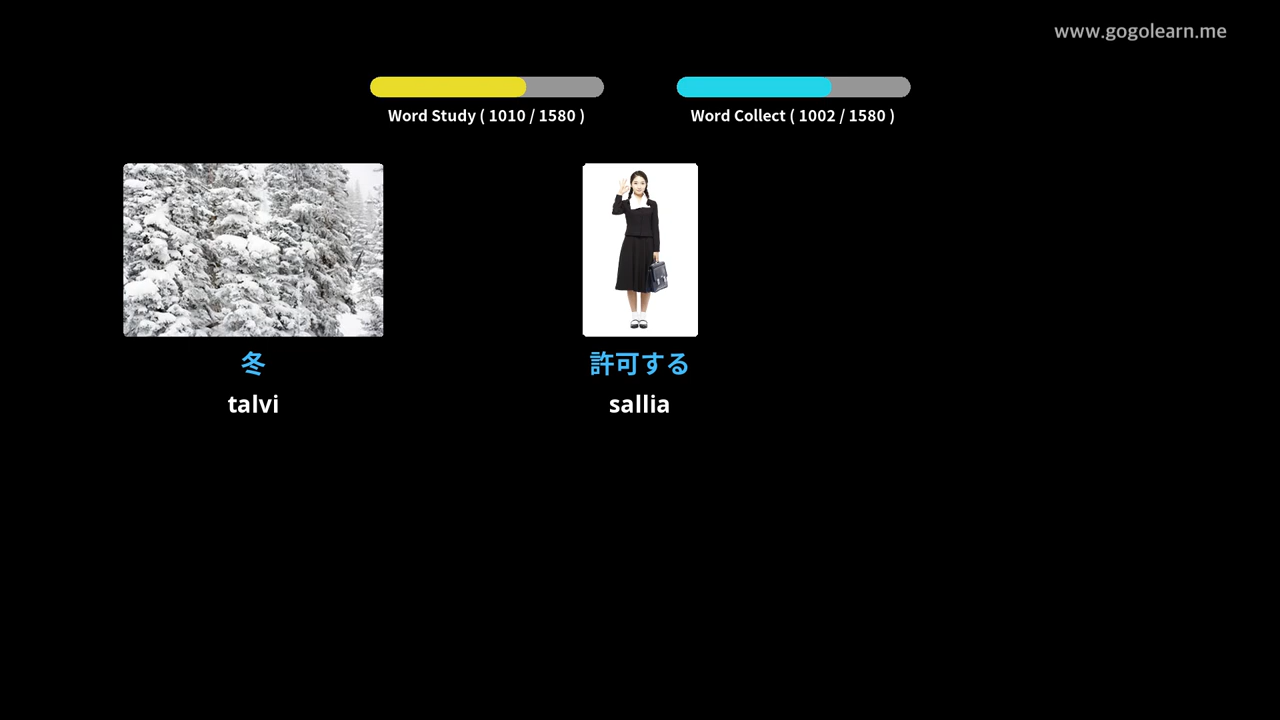 www.gogolearn.me
Word Study ( 1010 / 1580 )
Word Collect ( 1002 / 1580 )
冬
talvi
許可する
sallia